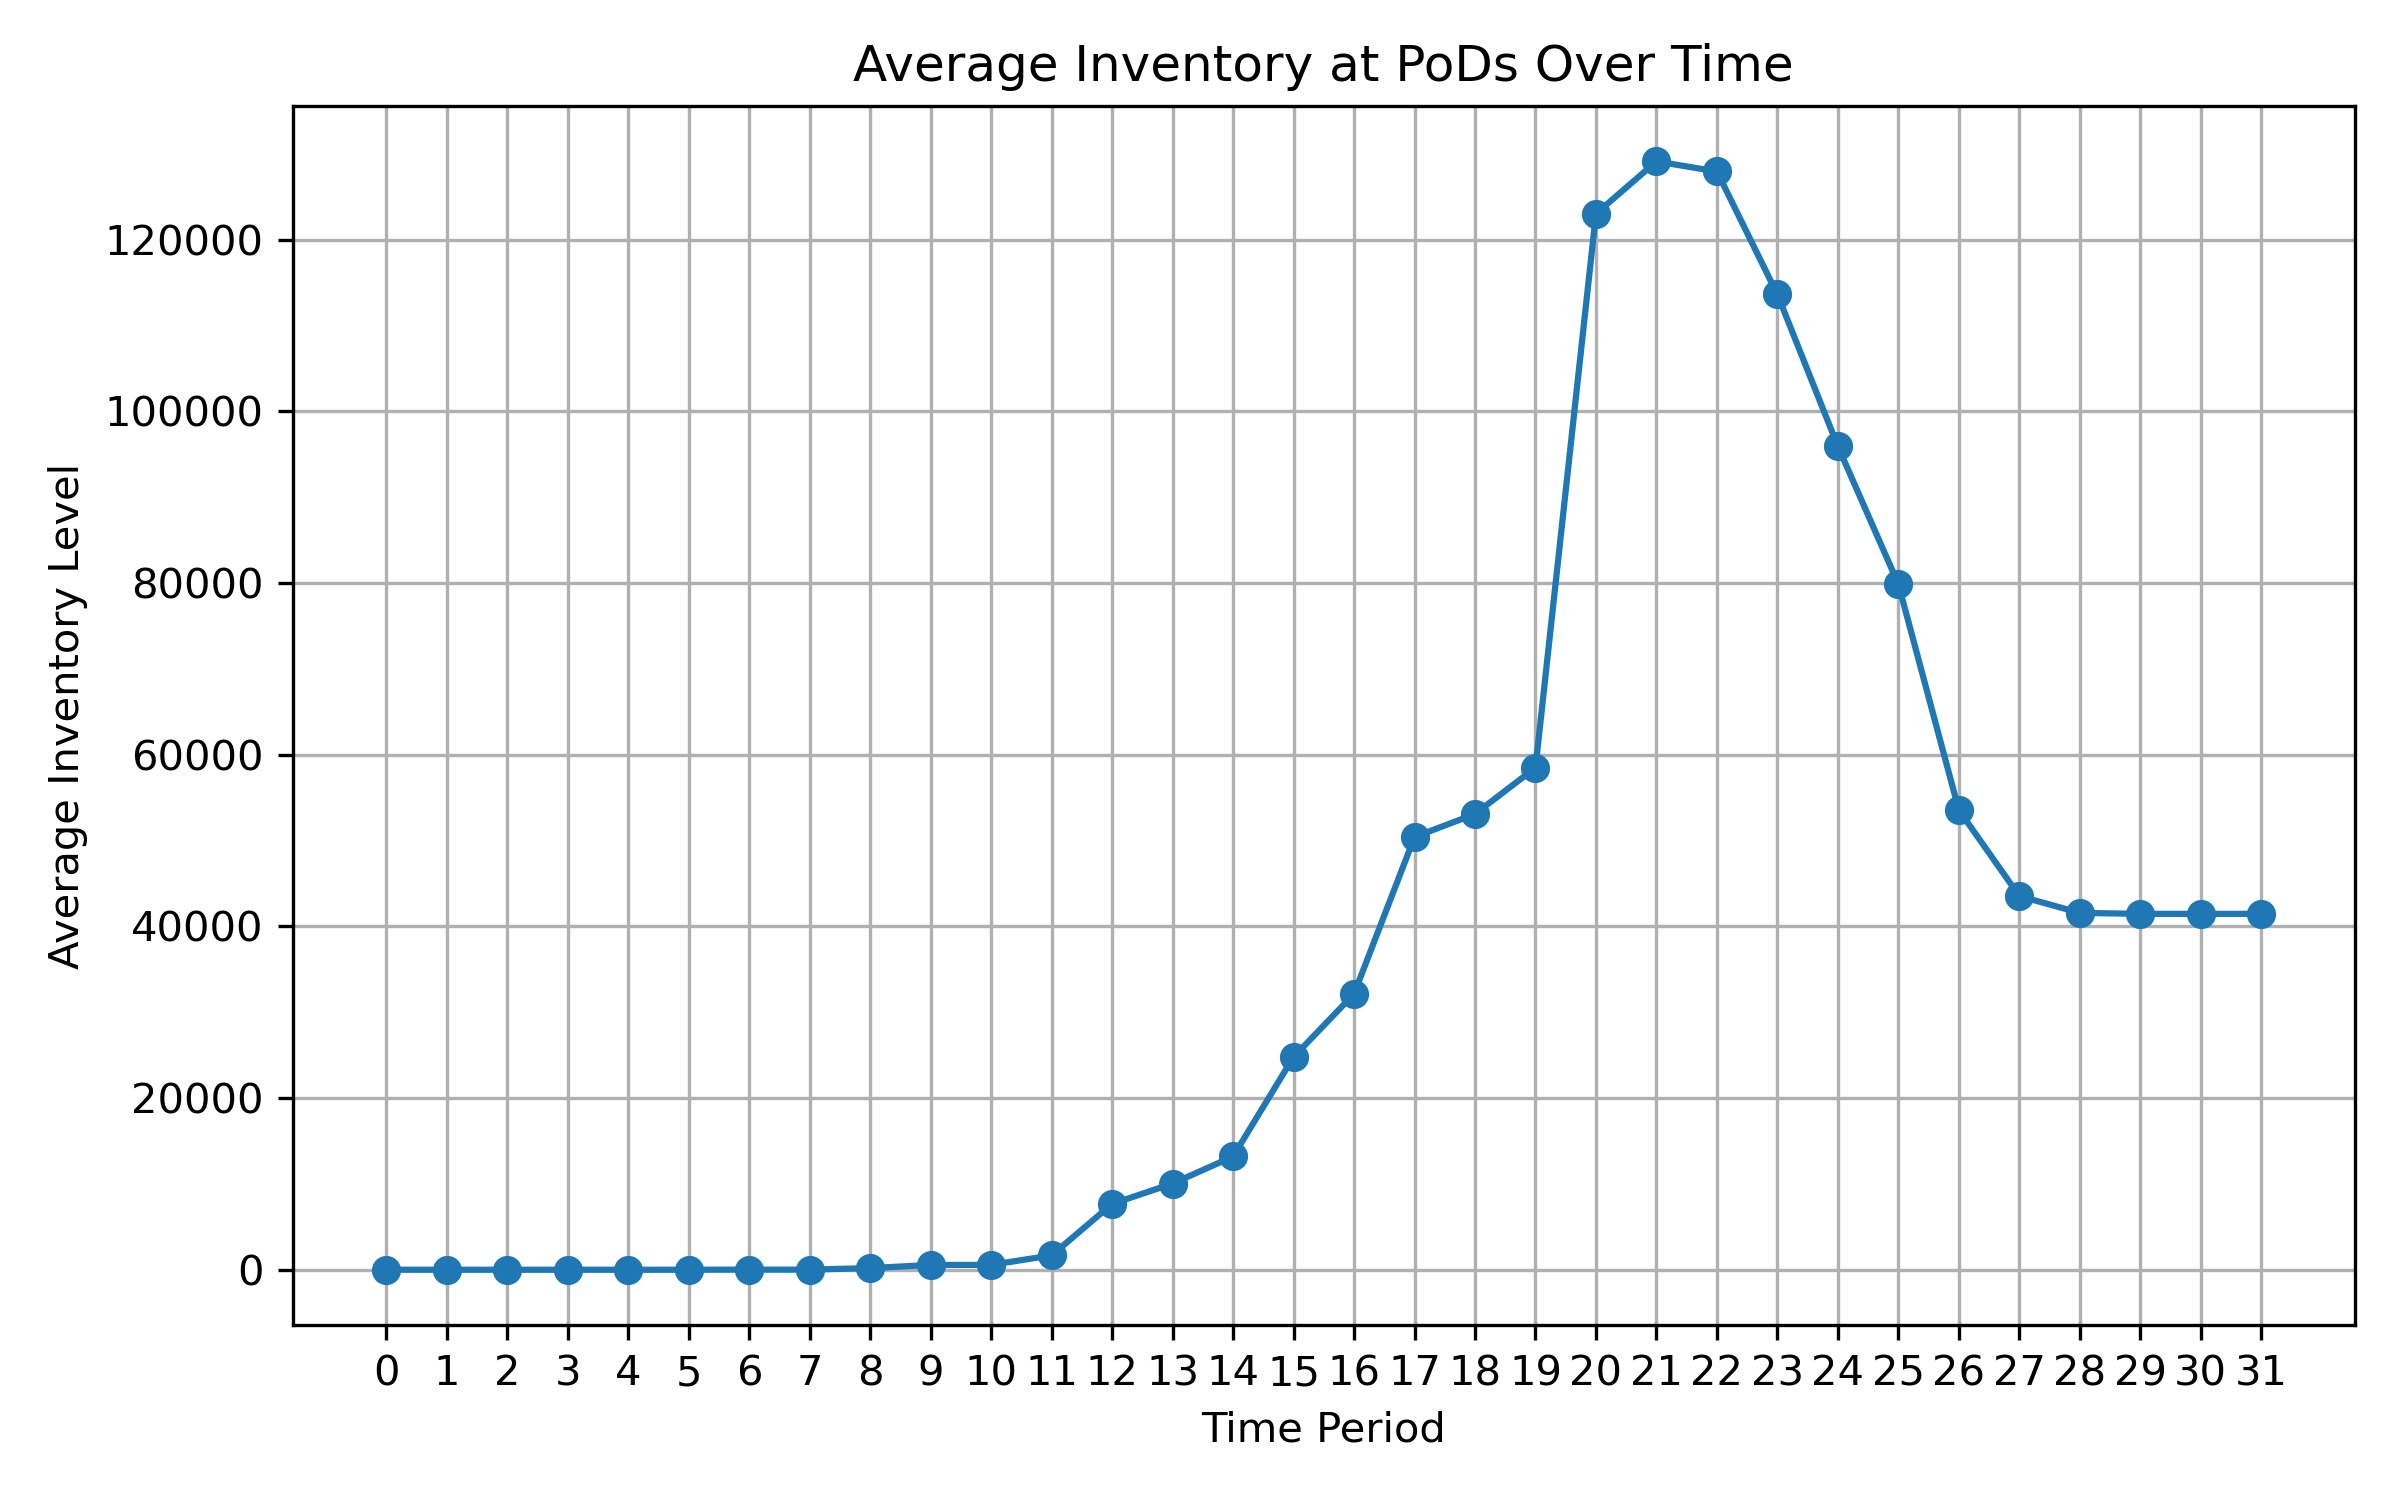 Average Inventory at PoDs Over Time
Average Inventory Level
120000
100000
80000
60000
40000
20000
0
0 1 2 3 4 5 6 7 8 9 10 11 12 13 14 15 16 17 18 19 20 21 22 23 24 25 26 27 28 29 30 31
Time Period